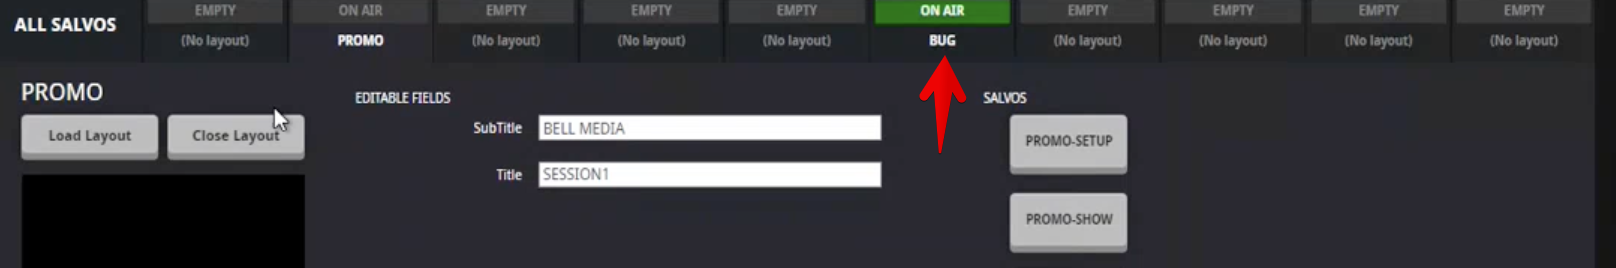 ALL SALVOS
EMPTY ON AIR EMPTY EMPTY EMPTY ON AIR EMPTY EMPTY EMPTY EMPTY
(No layout) PROMO (No layout) (No layout) (No layout) BUG (No layout) (No layout) (No layout) (No layout)
PROMO
Load Layout Close Layout
EDITABLE FIELDS
SubTitle BELL MEDIA
Title SESSION1
SALVOS
PROMO-SETUP
PROMO-SHOW